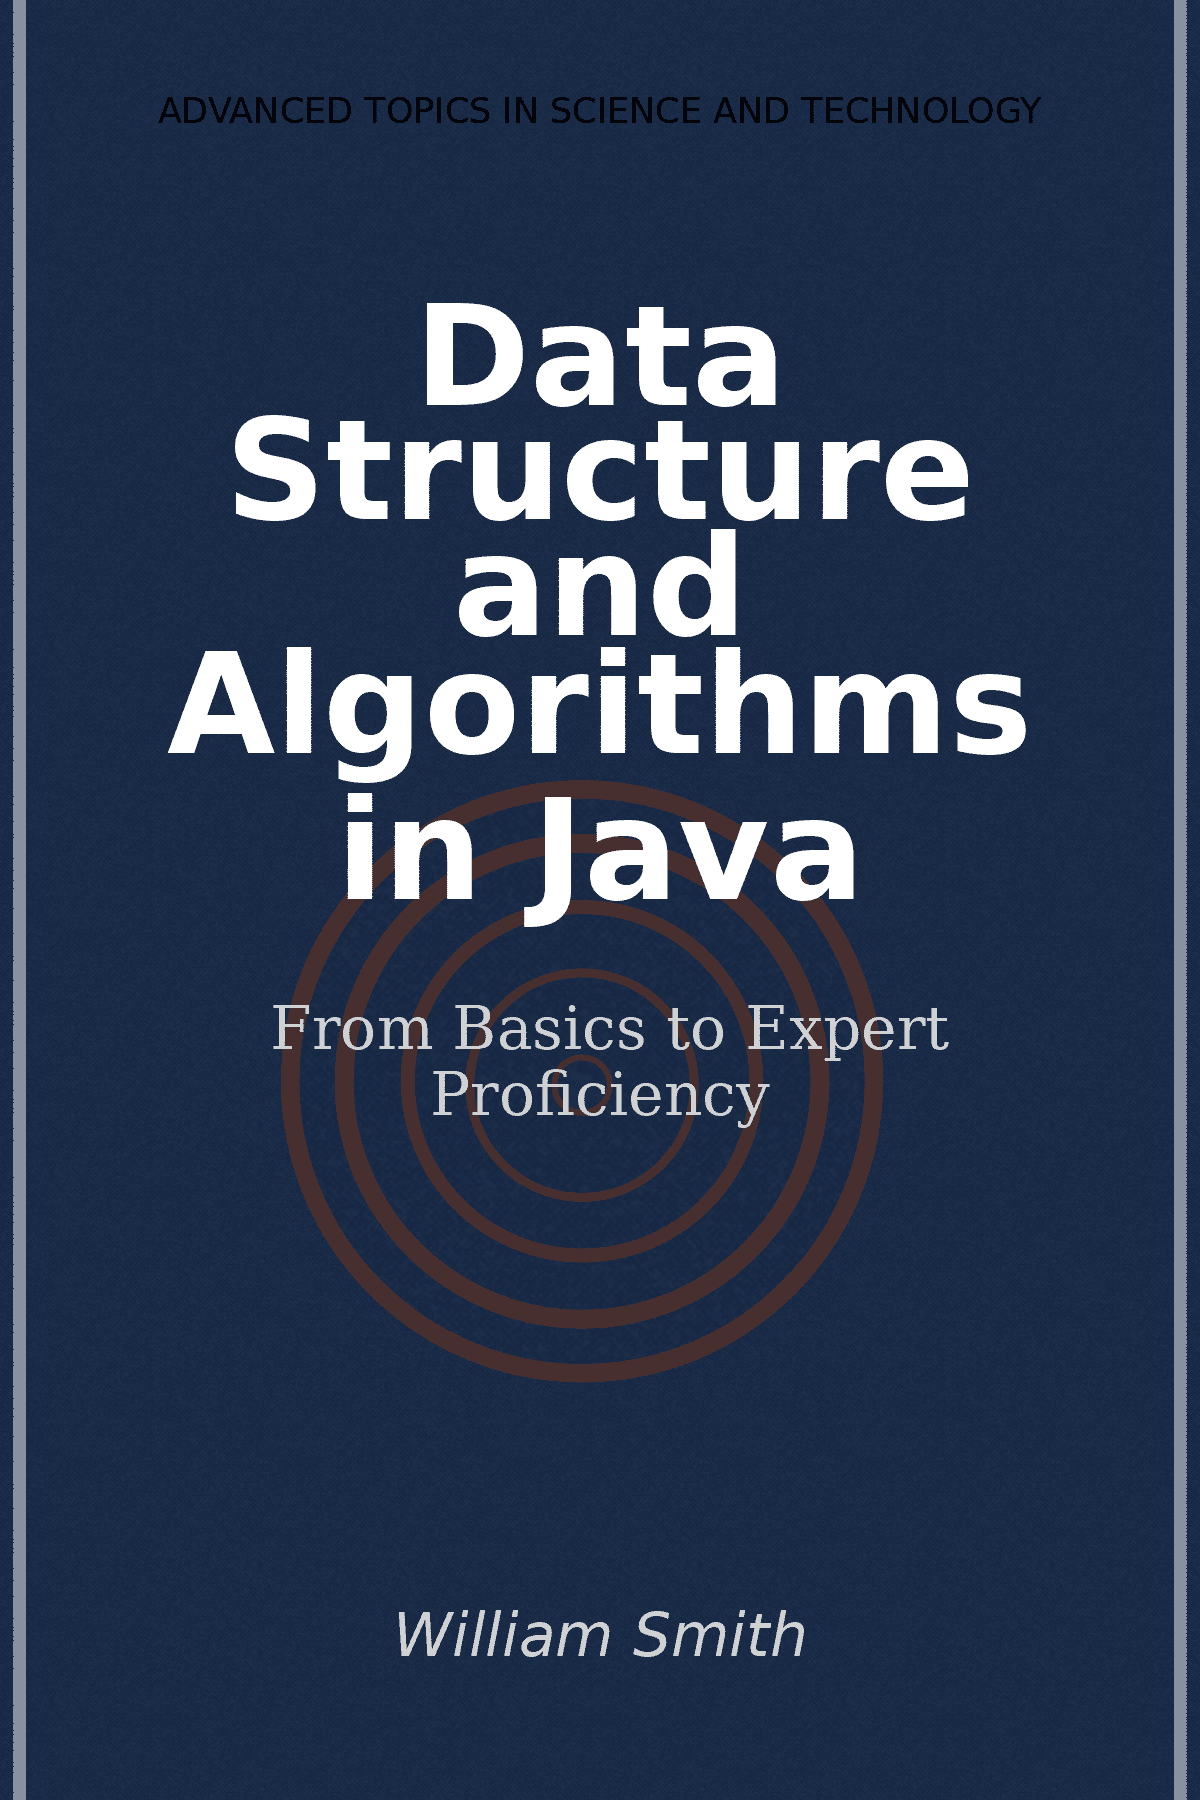 ADVANCED TOPICS IN SCIENCE AND TECHNOLOGY
Data
Structure
and
Algorithms
in Java
From Basics to Expert
Proficiency
William Smith